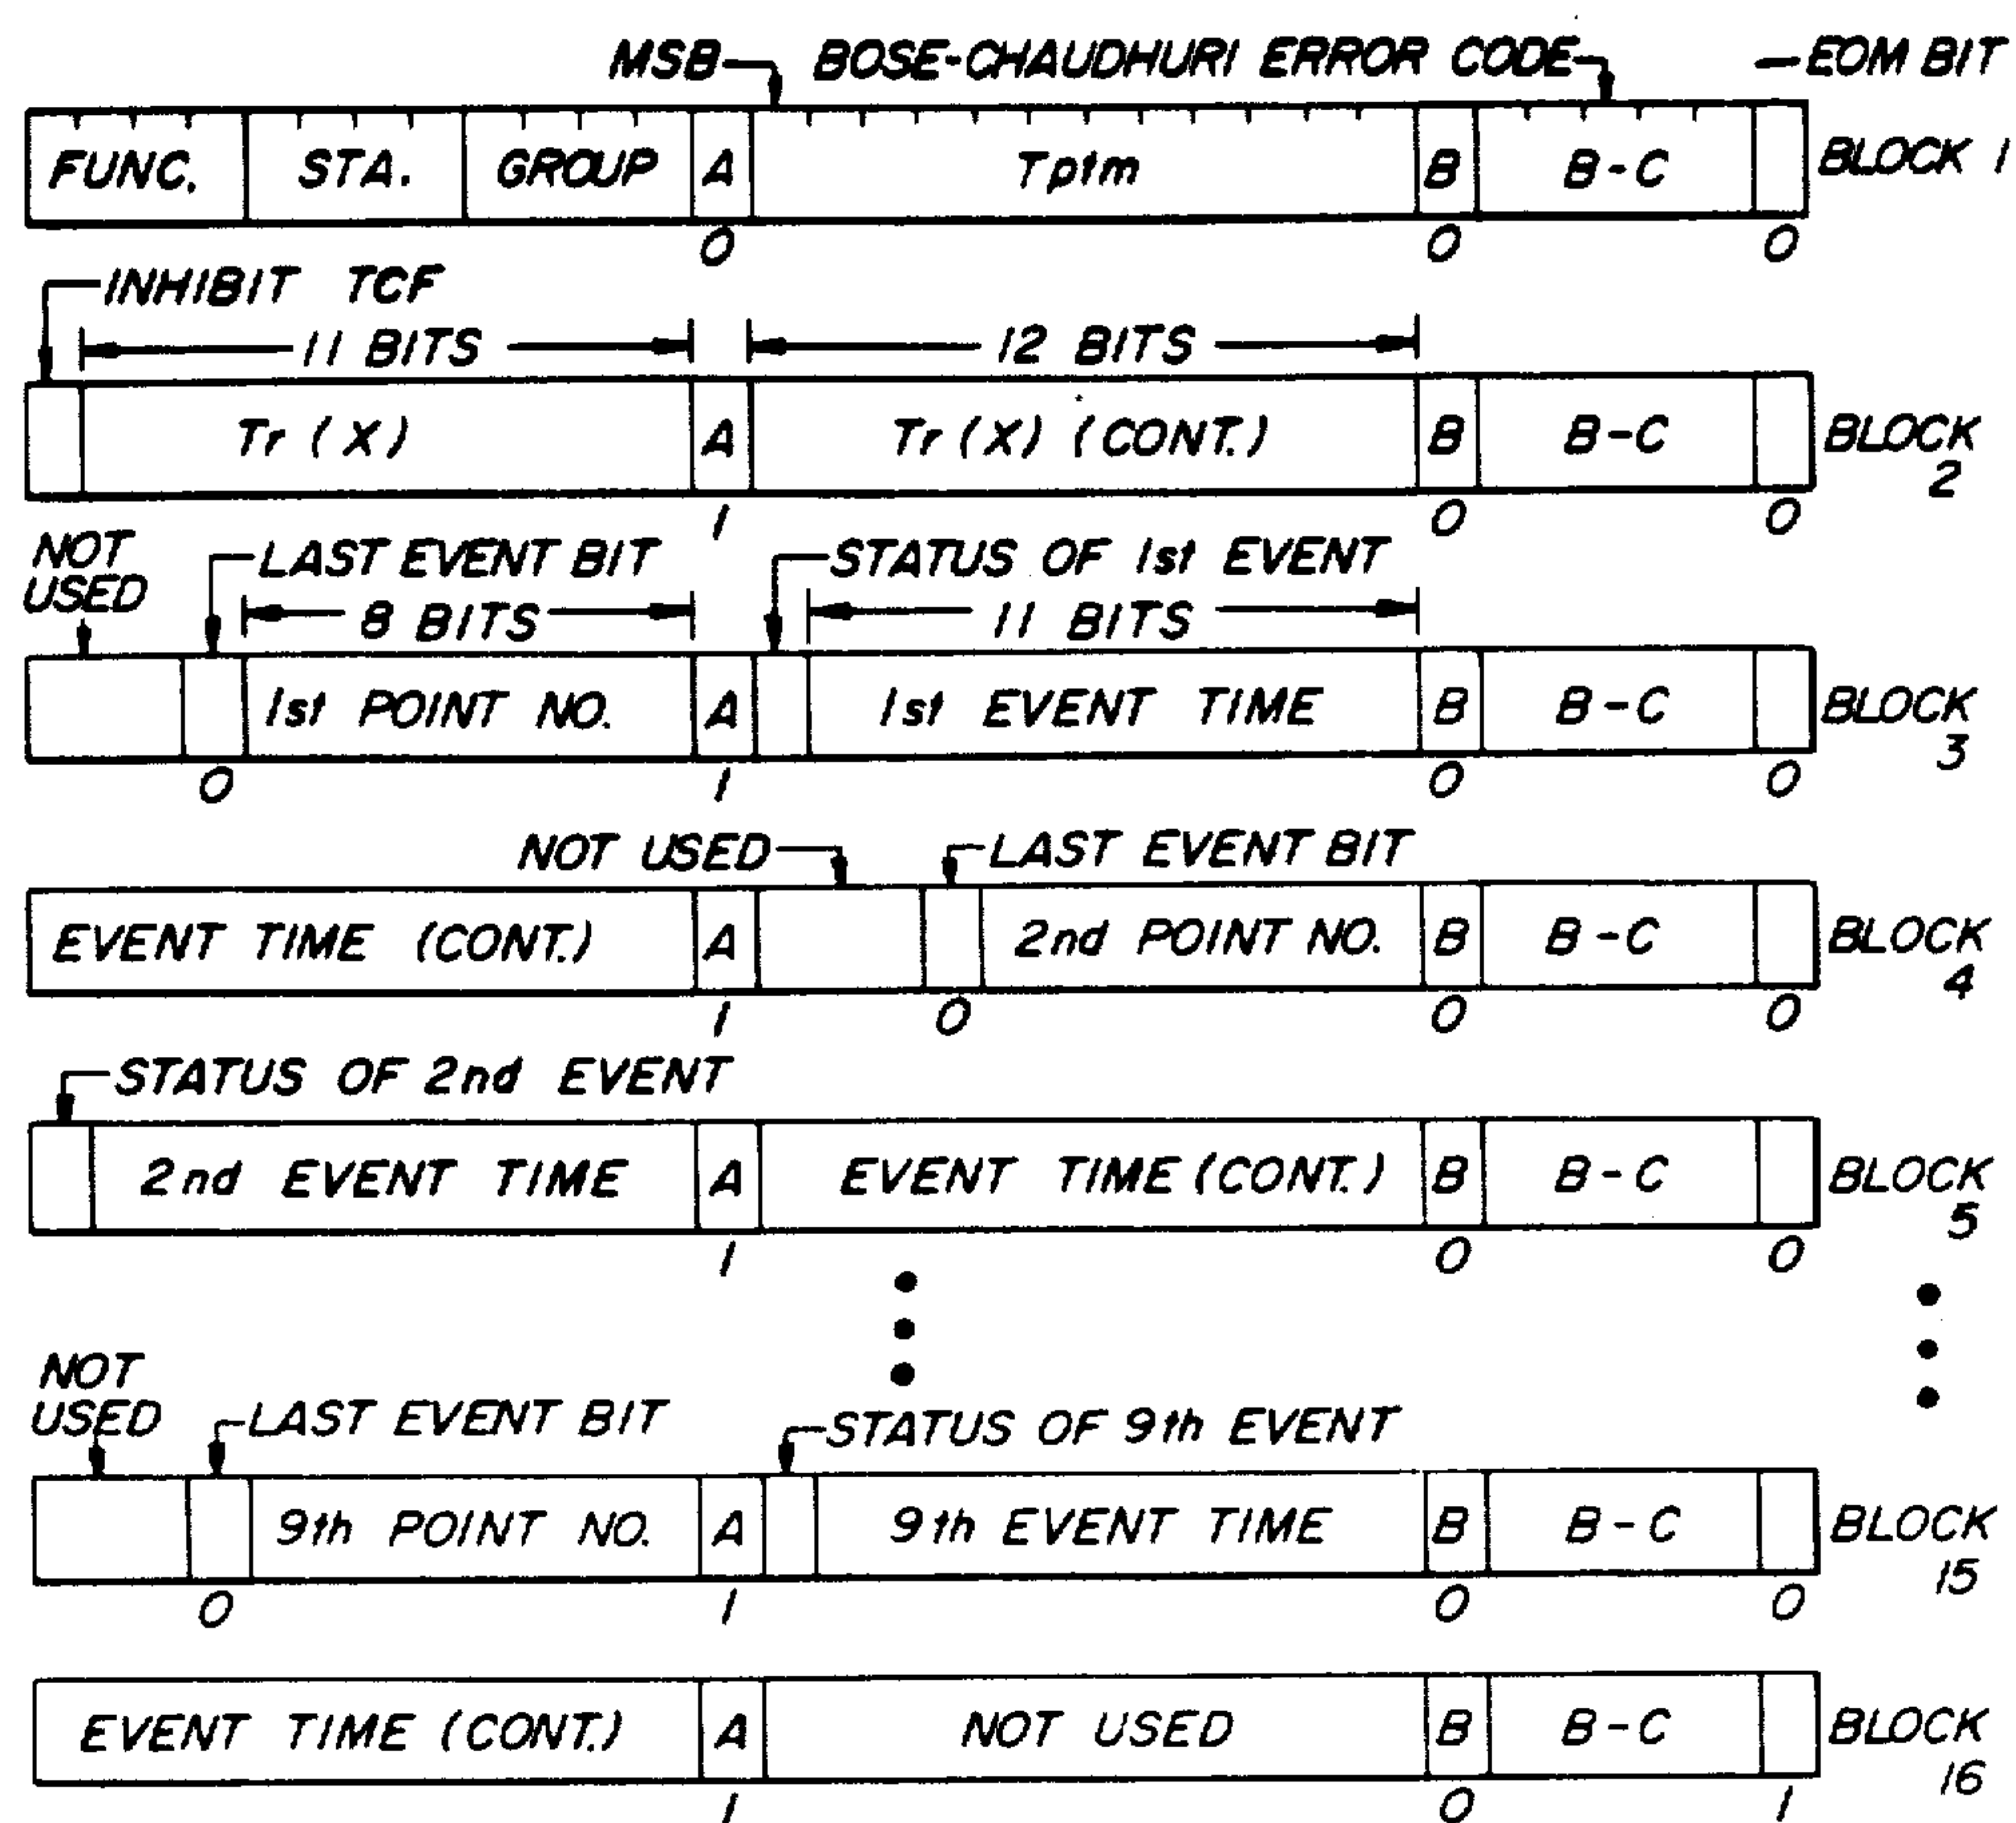 MSB BOSE-CHAUDHURI ERROR CODE EOM BIT
FUNC. STA. GROUP A Tptm B B-C BLOCK 1
0 0 0
INHIBIT TCF
11 BITS 12 BITS
Tr (X) A Tr (X) (CONT.) B B-C BLOCK 2
1 0 0
NOT USED LAST EVENT BIT STATUS OF 1st EVENT
8 BITS 11 BITS
1st POINT NO. A 1st EVENT TIME B B-C BLOCK 3
0 1 0 0
NOT USED LAST EVENT BIT
EVENT TIME (CONT.) A 2nd POINT NO. B B-C BLOCK 4
1 0 0 0
STATUS OF 2nd EVENT
2nd EVENT TIME A EVENT TIME (CONT.) B B-C BLOCK 5
1 0 0
NOT USED LAST EVENT BIT STATUS OF 9th EVENT
9th POINT NO. A 9th EVENT TIME B B-C BLOCK 15
0 1 0 0
EVENT TIME (CONT.) A NOT USED B B-C BLOCK 16
1 0 1